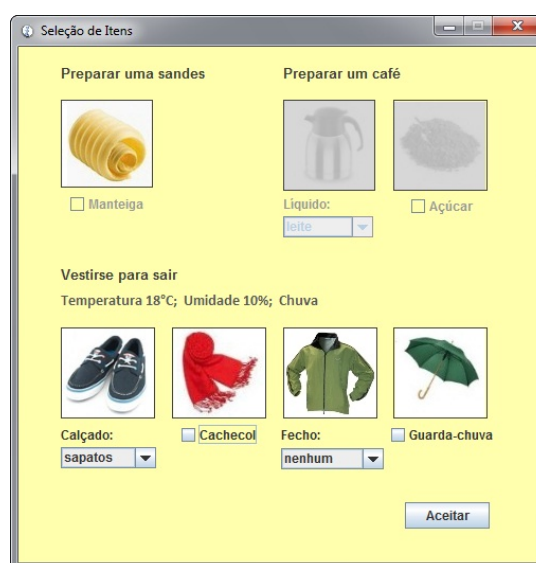 Seleção de Itens
Preparar uma sandes
Preparar um café
Manteiga
Liquido:
leite
Açúcar
Vestirse para sair
Temperatura 18°C; Umidade 10%; Chuva
Calçado:
sapatos
Cachecol
Fecho:
nenhum
Guarda-chuva
Aceitar